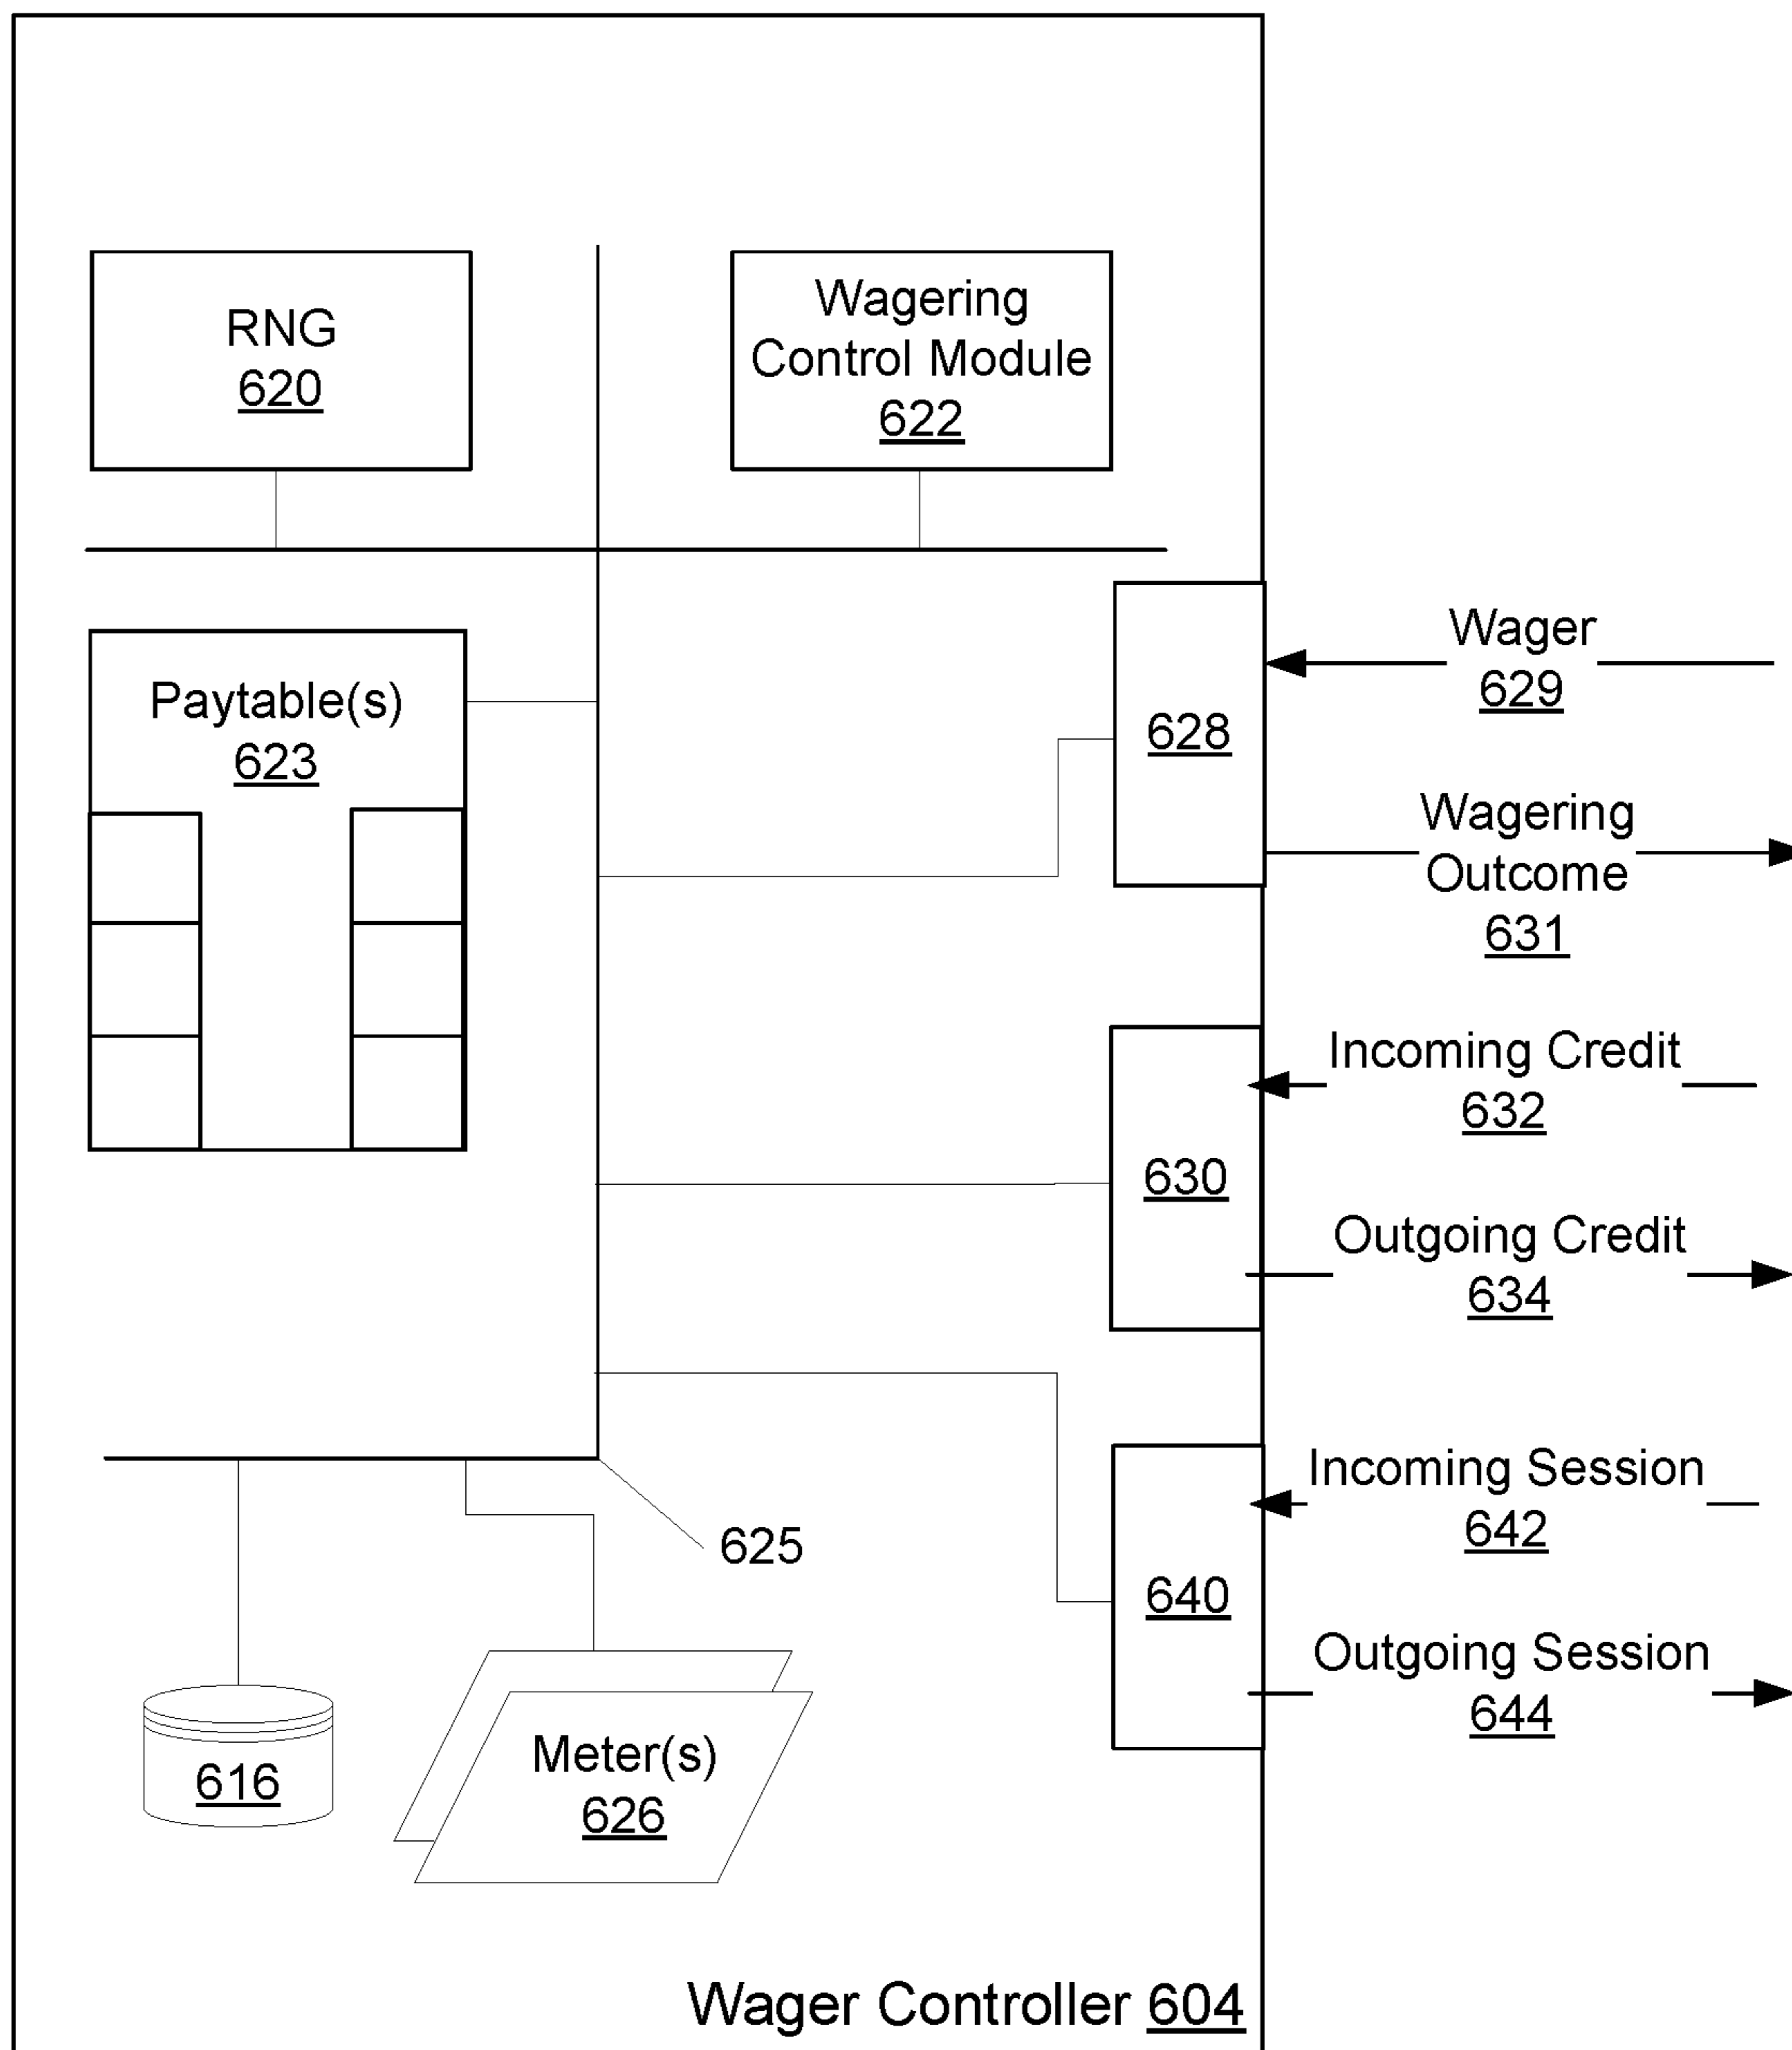 RNG
620
Wagering
Control Module
622
Paytable(s)
623
628
Wager
629
Wagering
Outcome
631
630
Incoming Credit
632
Outgoing Credit
634
625
640
Incoming Session
642
Outgoing Session
644
616
Meter(s)
626
Wager Controller 604